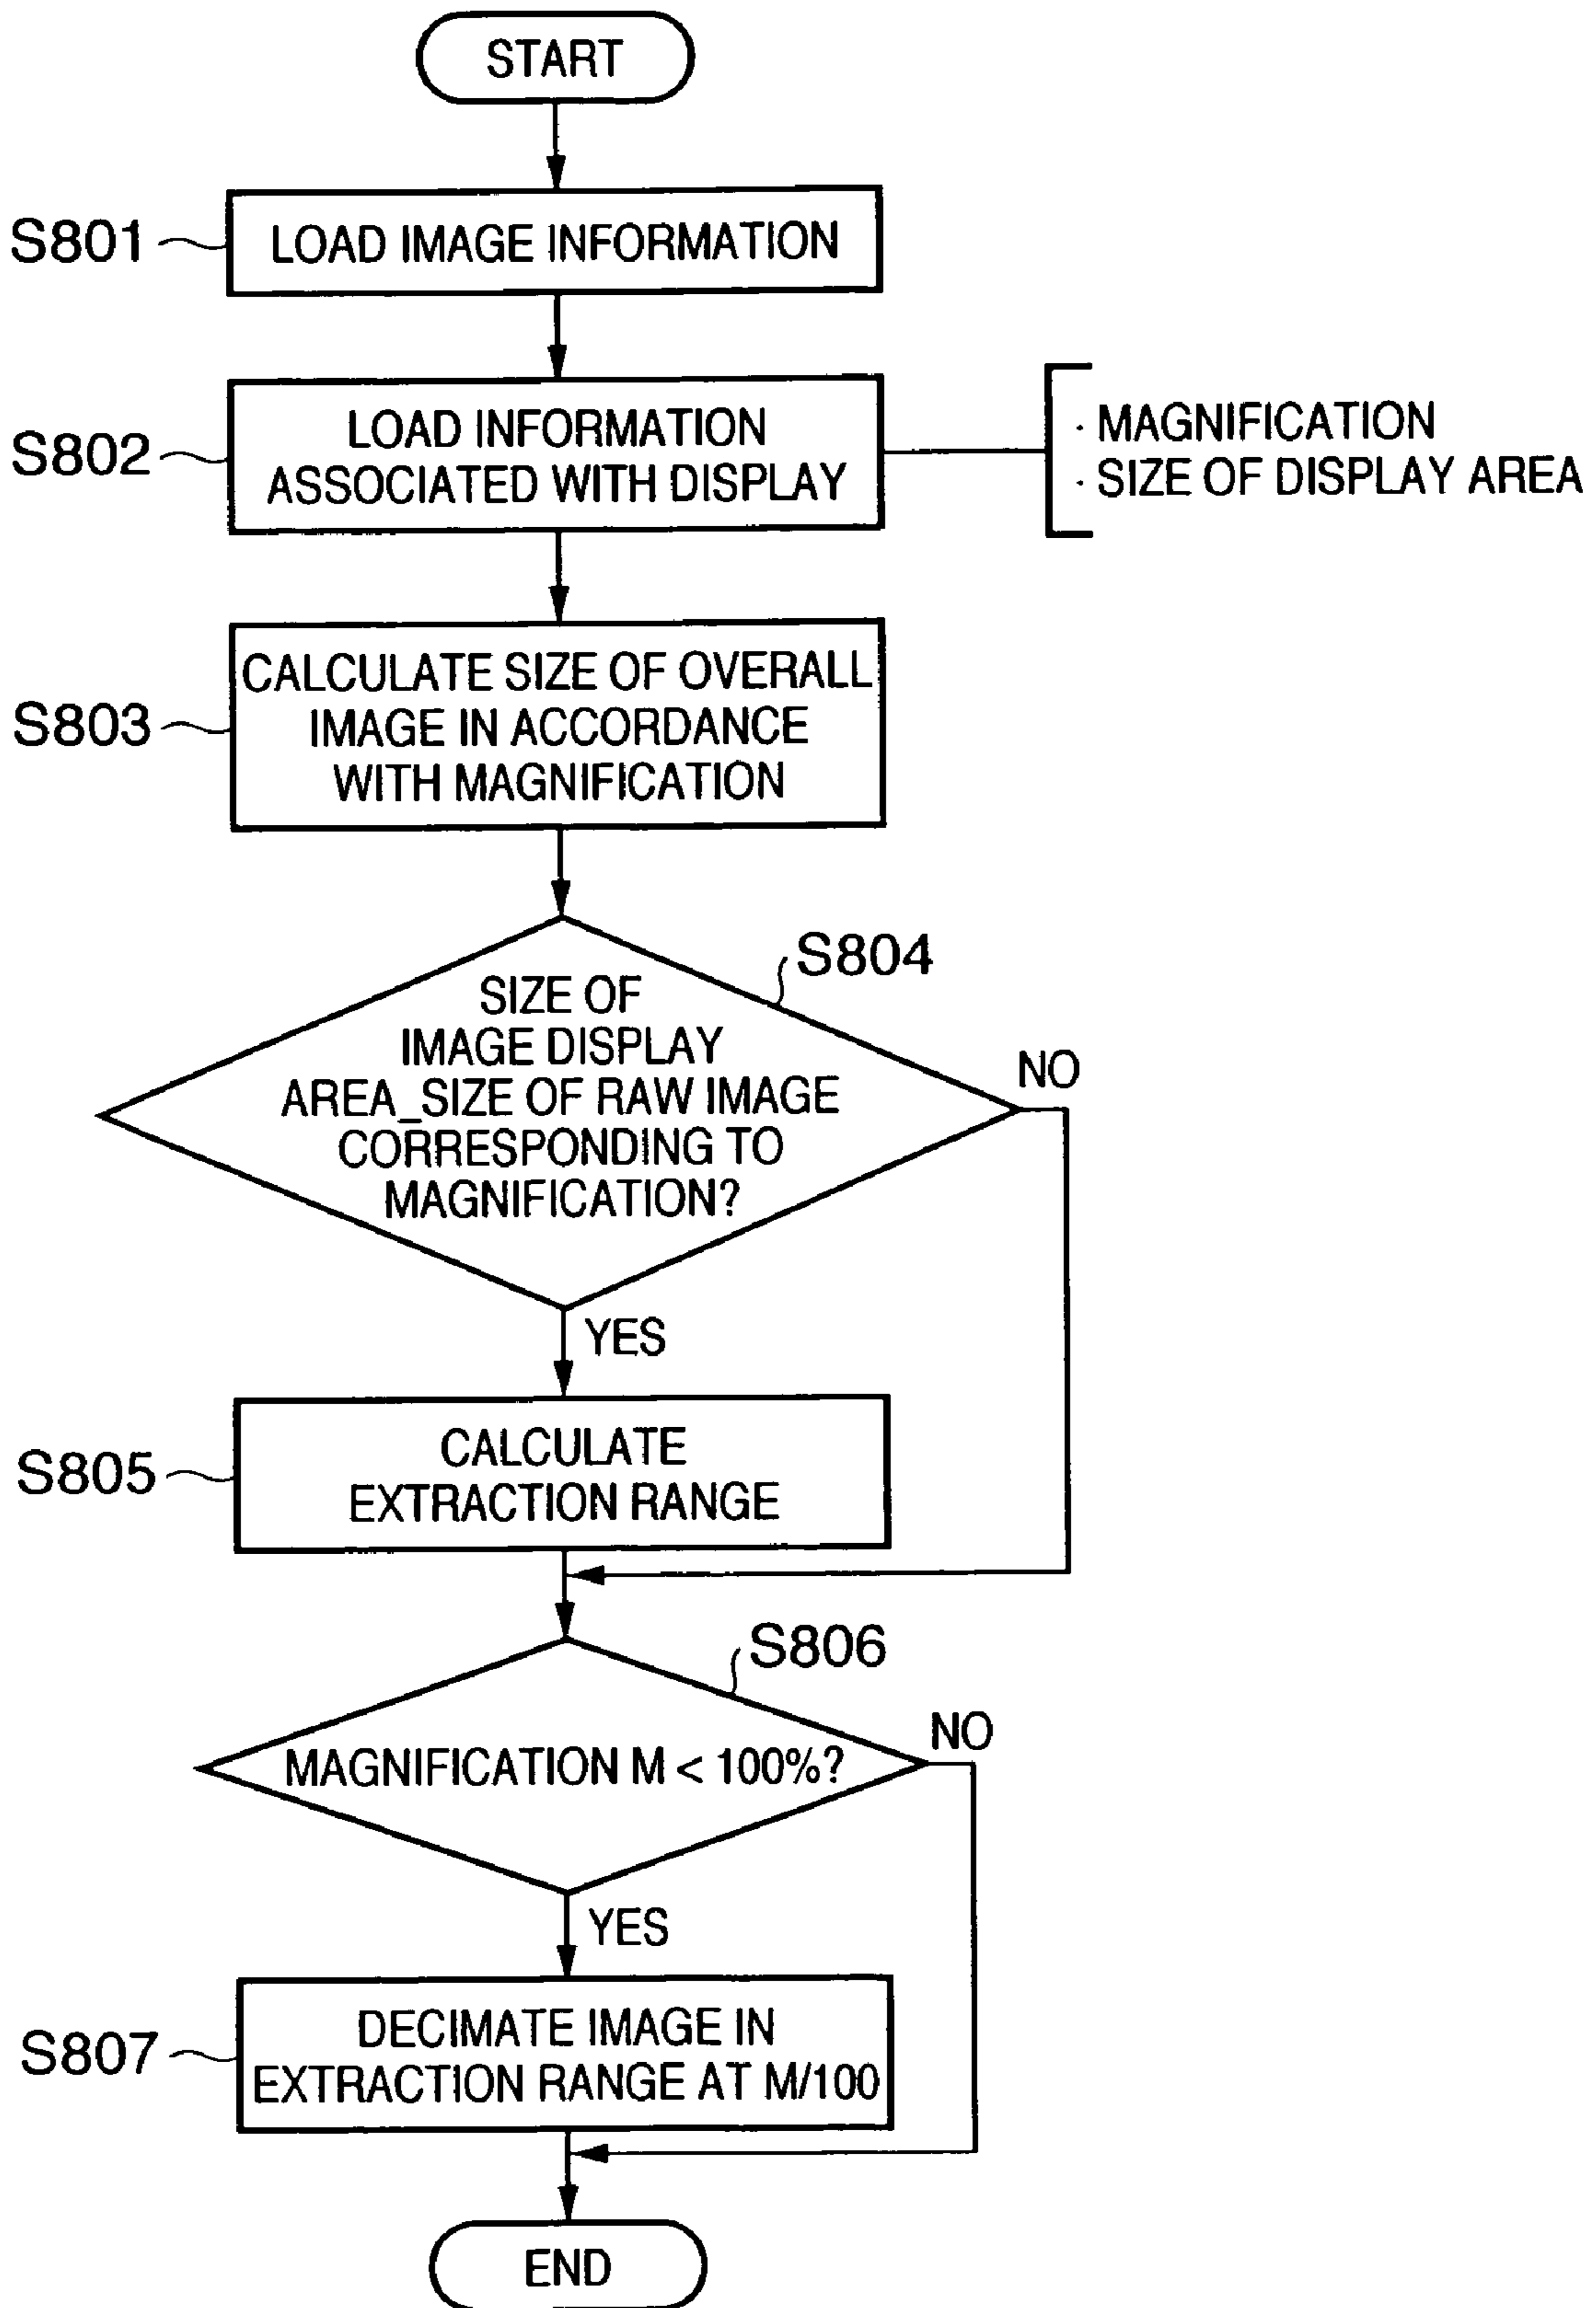 START
S801
LOAD IMAGE INFORMATION
S802
LOAD INFORMATION
ASSOCIATED WITH DISPLAY
· MAGNIFICATION
· SIZE OF DISPLAY AREA
S803
CALCULATE SIZE OF OVERALL
IMAGE IN ACCORDANCE
WITH MAGNIFICATION
S804
SIZE OF
IMAGE DISPLAY
AREA_SIZE OF RAW IMAGE
CORRESPONDING TO
MAGNIFICATION?
NO
YES
S805
CALCULATE
EXTRACTION RANGE
S806
MAGNIFICATION M < 100%?
NO
YES
S807
DECIMATE IMAGE IN
EXTRACTION RANGE AT M/100
END